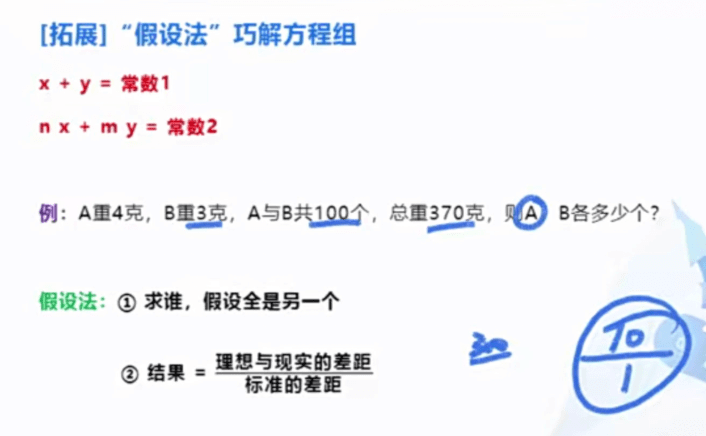 [拓展]“假设法”巧解方程组
x + y = 常数1
n x + m y = 常数2
例：A重4克，B重3克，A与B共100个，总重370克，则A、B各多少个？
假设法：① 求谁，假设全是另一个
② 结果 = 理想与现实的差距
标准的差距
300
70
1